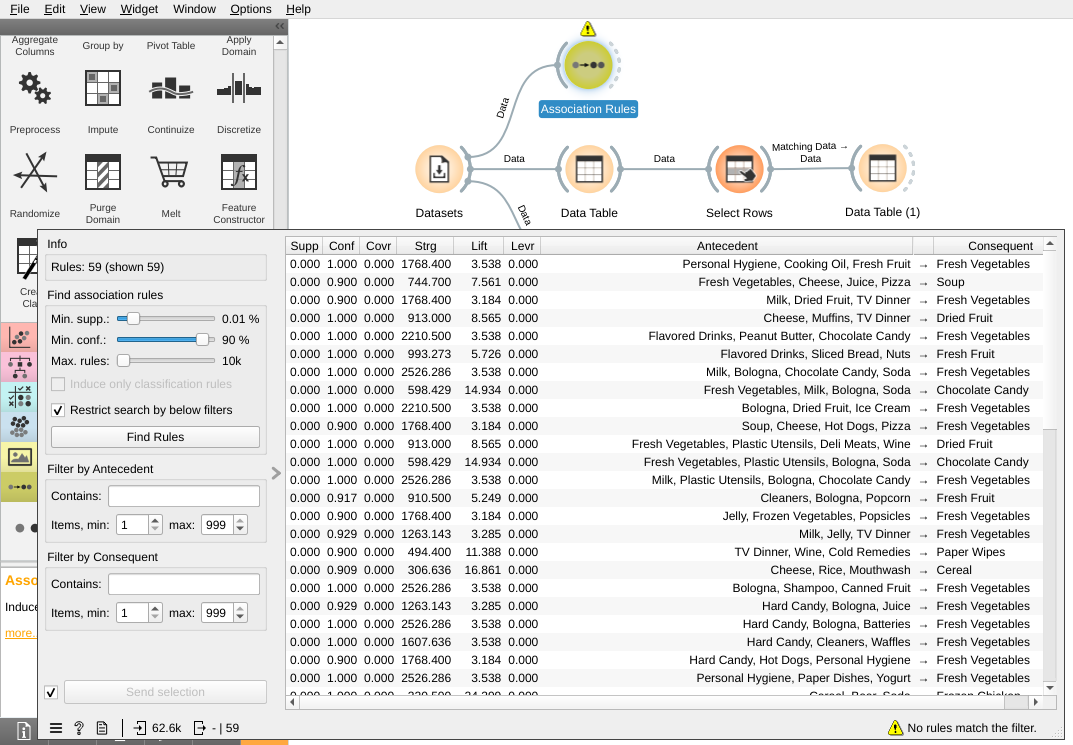 File Edit View Widget Window Options Help
Aggregate Columns
Group by
Pivot Table
Apply Domain
Preprocess
Impute
Continuize
Discretize
Randomize
Purge Domain
Melt
Feature Constructor
Association Rules
Data
Data
Data
Matching Data →
Data
Data
Datasets
Data Table
Select Rows
Data Table (1)
Asso
Induce
more..
Info
Rules: 59 (shown 59)
Find association rules
Min. supp.: 0.01 %
Min. conf.: 90 %
Max. rules: 10k
Induce only classification rules
Restrict search by below filters
Find Rules
Filter by Antecedent
Contains:
Items, min: 1 max: 999
Filter by Consequent
Contains:
Items, min: 1 max: 999
Send selection
Supp Conf Covr Strg Lift Levr Antecedent Consequent
0.000 1.000 0.000 1768.400 3.538 0.000 Personal Hygiene, Cooking Oil, Fresh Fruit → Fresh Vegetables
0.000 0.900 0.000 744.700 7.561 0.000 Fresh Vegetables, Cheese, Juice, Pizza → Soup
0.000 0.900 0.000 1768.400 3.184 0.000 Milk, Dried Fruit, TV Dinner → Fresh Vegetables
0.000 1.000 0.000 913.000 8.565 0.000 Cheese, Muffins, TV Dinner → Dried Fruit
0.000 1.000 0.000 2210.500 3.538 0.000 Flavored Drinks, Peanut Butter, Chocolate Candy → Fresh Vegetables
0.000 1.000 0.000 993.273 5.726 0.000 Flavored Drinks, Sliced Bread, Nuts → Fresh Fruit
0.000 1.000 0.000 2526.286 3.538 0.000 Milk, Bologna, Chocolate Candy, Soda → Fresh Vegetables
0.000 1.000 0.000 598.429 14.934 0.000 Fresh Vegetables, Milk, Bologna, Soda → Chocolate Candy
0.000 1.000 0.000 2210.500 3.538 0.000 Bologna, Dried Fruit, Ice Cream → Fresh Vegetables
0.000 0.900 0.000 1768.400 3.184 0.000 Soup, Cheese, Hot Dogs, Pizza → Fresh Vegetables
0.000 1.000 0.000 913.000 8.565 0.000 Fresh Vegetables, Plastic Utensils, Deli Meats, Wine → Dried Fruit
0.000 1.000 0.000 598.429 14.934 0.000 Fresh Vegetables, Plastic Utensils, Bologna, Soda → Chocolate Candy
0.000 1.000 0.000 2526.286 3.538 0.000 Milk, Plastic Utensils, Bologna, Chocolate Candy → Fresh Vegetables
0.000 0.917 0.000 910.500 5.249 0.000 Cleaners, Bologna, Popcorn → Fresh Fruit
0.000 0.900 0.000 1768.400 3.184 0.000 Jelly, Frozen Vegetables, Popsicles → Fresh Vegetables
0.000 0.929 0.000 1263.143 3.285 0.000 Milk, Jelly, TV Dinner → Fresh Vegetables
0.000 0.900 0.000 494.400 11.388 0.000 TV Dinner, Wine, Cold Remedies → Paper Wipes
0.000 0.909 0.000 306.636 16.861 0.000 Cheese, Rice, Mouthwash → Cereal
0.000 1.000 0.000 2526.286 3.538 0.000 Bologna, Shampoo, Canned Fruit → Fresh Vegetables
0.000 0.929 0.000 1263.143 3.285 0.000 Hard Candy, Bologna, Juice → Fresh Vegetables
0.000 1.000 0.000 2526.286 3.538 0.000 Hard Candy, Bologna, Batteries → Fresh Vegetables
0.000 1.000 0.000 1607.636 3.538 0.000 Hard Candy, Cleaners, Waffles → Fresh Vegetables
0.000 0.900 0.000 1768.400 3.184 0.000 Hard Candy, Hot Dogs, Personal Hygiene → Fresh Vegetables
0.000 1.000 0.000 2526.286 3.538 0.000 Personal Hygiene, Paper Dishes, Yogurt → Fresh Vegetables
62.6k - | 59
No rules match the filter.